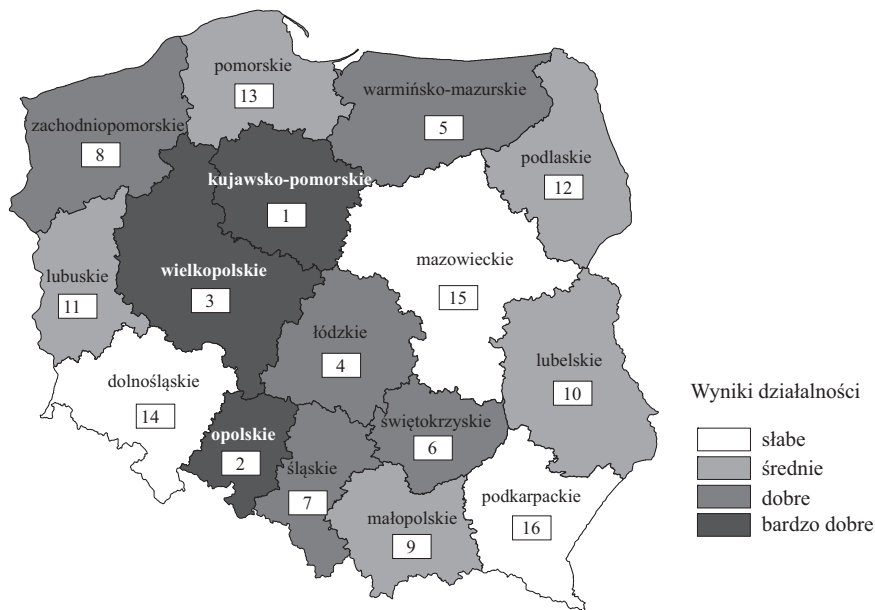 pomorskie
13
warmińsko-mazurskie
5
zachodniopomorskie
8
podlaskie
12
kujawsko-pomorskie
1
mazowieckie
15
wielkopolskie
3
lubuskie
11
łódzkie
4
lubelskie
10
dolnośląskie
14
opolskie
2
świętokrzyskie
6
śląskie
7
podkarpackie
16
małopolskie
9
Wyniki działalności
słabe
średnie
dobre
bardzo dobre